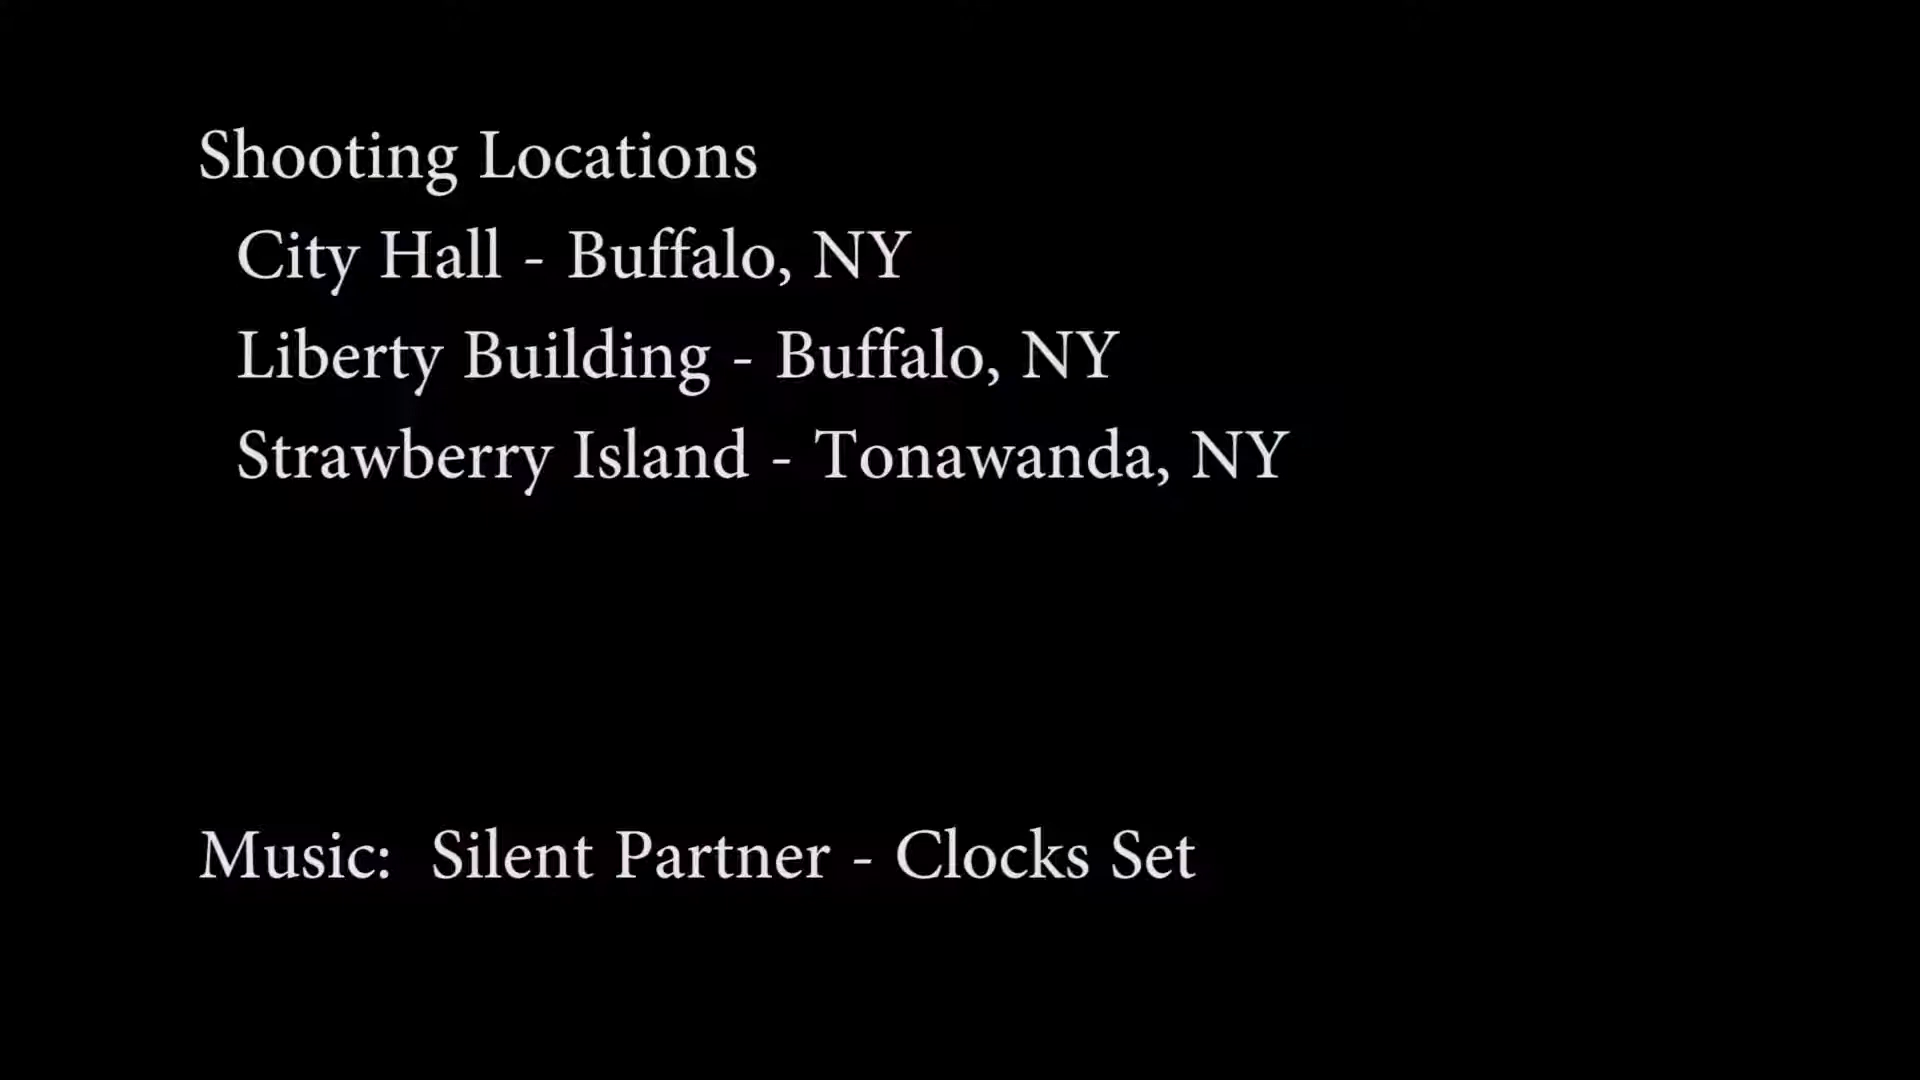 Shooting Locations
City Hall - Buffalo, NY
Liberty Building - Buffalo, NY
Strawberry Island - Tonawanda, NY
Music:  Silent Partner - Clocks Set